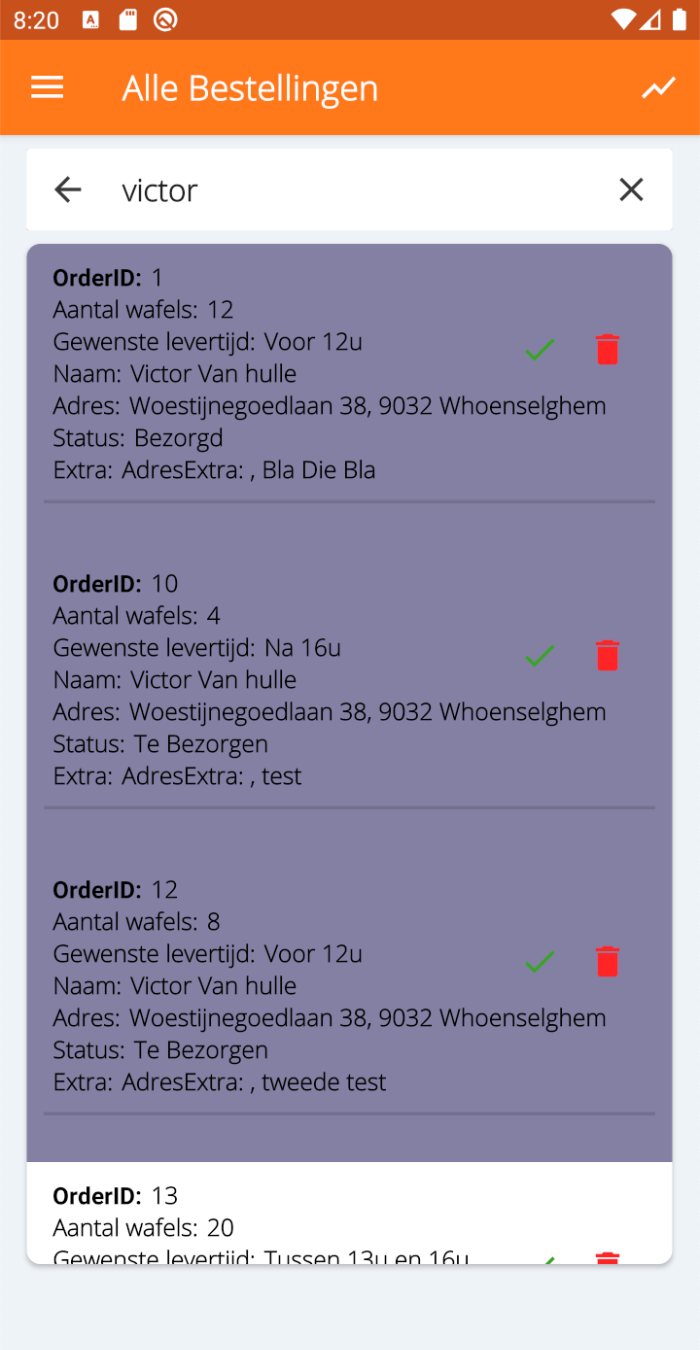 8:20
Alle Bestellingen
victor
OrderID: 1
Aantal wafels: 12
Gewenste levertijd: Voor 12u
Naam: Victor Van hulle
Adres: Woestijnegoedlaan 38, 9032 Whoenselghem
Status: Bezorgd
Extra: AdresExtra: , Bla Die Bla
OrderID: 10
Aantal wafels: 4
Gewenste levertijd: Na 16u
Naam: Victor Van hulle
Adres: Woestijnegoedlaan 38, 9032 Whoenselghem
Status: Te Bezorgen
Extra: AdresExtra: , test
OrderID: 12
Aantal wafels: 8
Gewenste levertijd: Voor 12u
Naam: Victor Van hulle
Adres: Woestijnegoedlaan 38, 9032 Whoenselghem
Status: Te Bezorgen
Extra: AdresExtra: , tweede test
OrderID: 13
Aantal wafels: 20
Gewenste levertijd: Tussen 13u en 16u